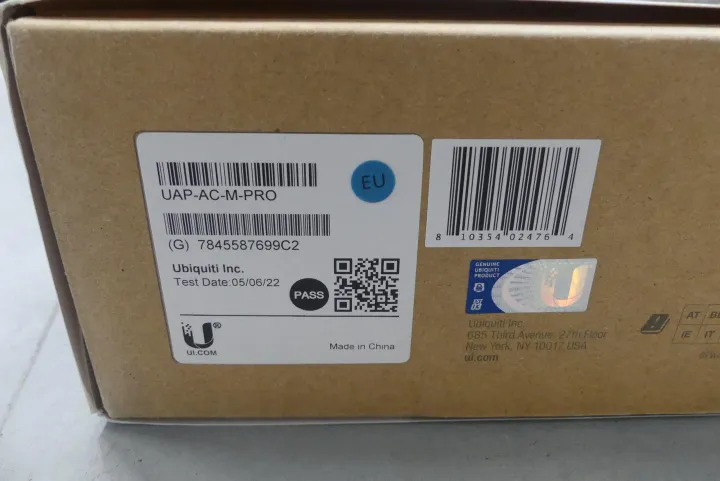 UAP-AC-M-PRO
EU
(G) 7845587699C2
Ubiquiti Inc.
Test Date:05/06/22
PASS
U®
UI.COM
Made in China
8 10354 02476 4
GENUINE
UBIQUITI
PRODUCT
U
Ubiquiti Inc.
685 Third Avenue, 27th Floor
New York, NY 10017 USA
ui.com
AT
IE IT